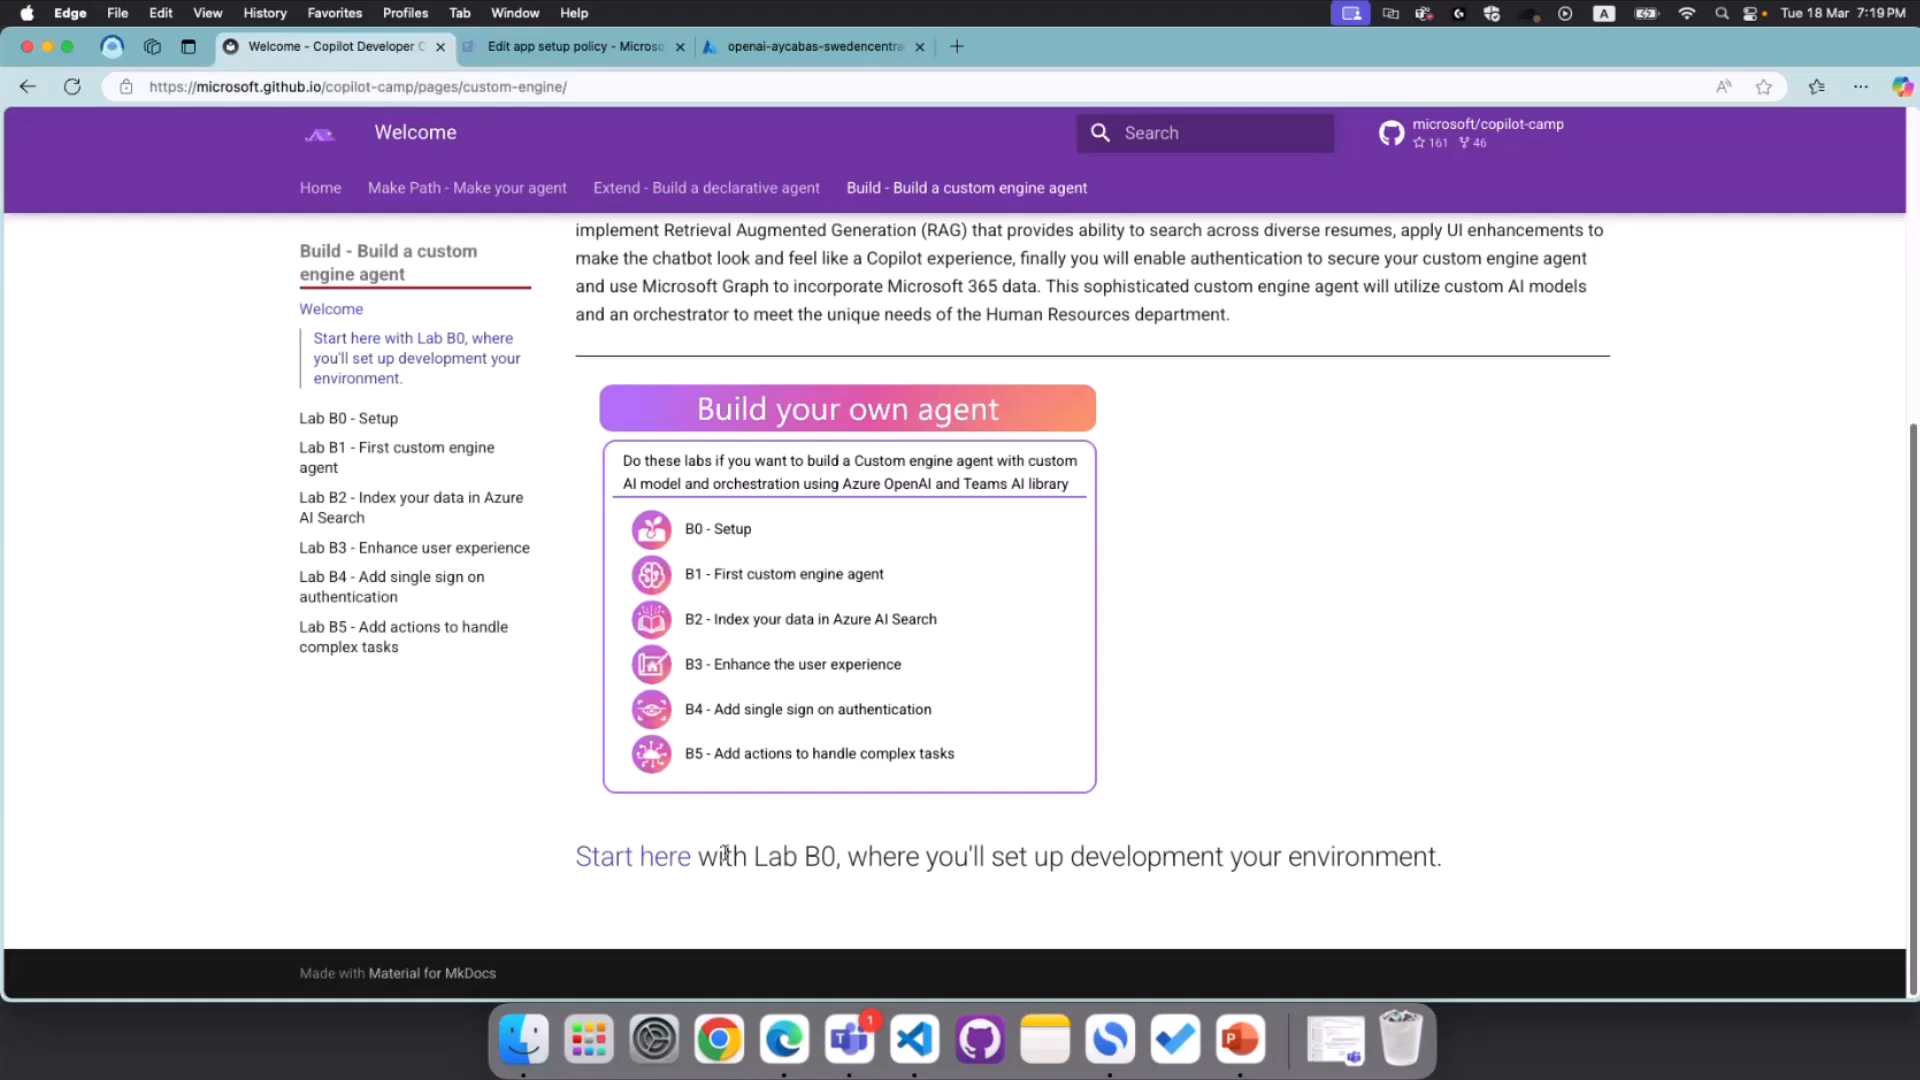 Edge File Edit View History Favorites Profiles Tab Window Help
A
Tue 18 Mar 7:19 PM
Welcome - Copilot Developer C
Edit app setup policy - Microso
openai-aycabas-swedencentra
https://microsoft.github.io/copilot-camp/pages/custom-engine/
Welcome
Search
microsoft/copilot-camp
161 46
Home Make Path - Make your agent Extend - Build a declarative agent Build - Build a custom engine agent
Build - Build a custom
engine agent
Welcome
Start here with Lab B0, where
you'll set up development your
environment.
Lab B0 - Setup
Lab B1 - First custom engine
agent
Lab B2 - Index your data in Azure
AI Search
Lab B3 - Enhance user experience
Lab B4 - Add single sign on
authentication
Lab B5 - Add actions to handle
complex tasks
implement Retrieval Augmented Generation (RAG) that provides ability to search across diverse resumes, apply UI enhancements to
make the chatbot look and feel like a Copilot experience, finally you will enable authentication to secure your custom engine agent
and use Microsoft Graph to incorporate Microsoft 365 data. This sophisticated custom engine agent will utilize custom AI models
and an orchestrator to meet the unique needs of the Human Resources department.
Build your own agent
Do these labs if you want to build a Custom engine agent with custom
AI model and orchestration using Azure OpenAI and Teams AI library
B0 - Setup
B1 - First custom engine agent
B2 - Index your data in Azure AI Search
B3 - Enhance the user experience
B4 - Add single sign on authentication
B5 - Add actions to handle complex tasks
Start here with Lab B0, where you'll set up development your environment.
Made with Material for MkDocs
1